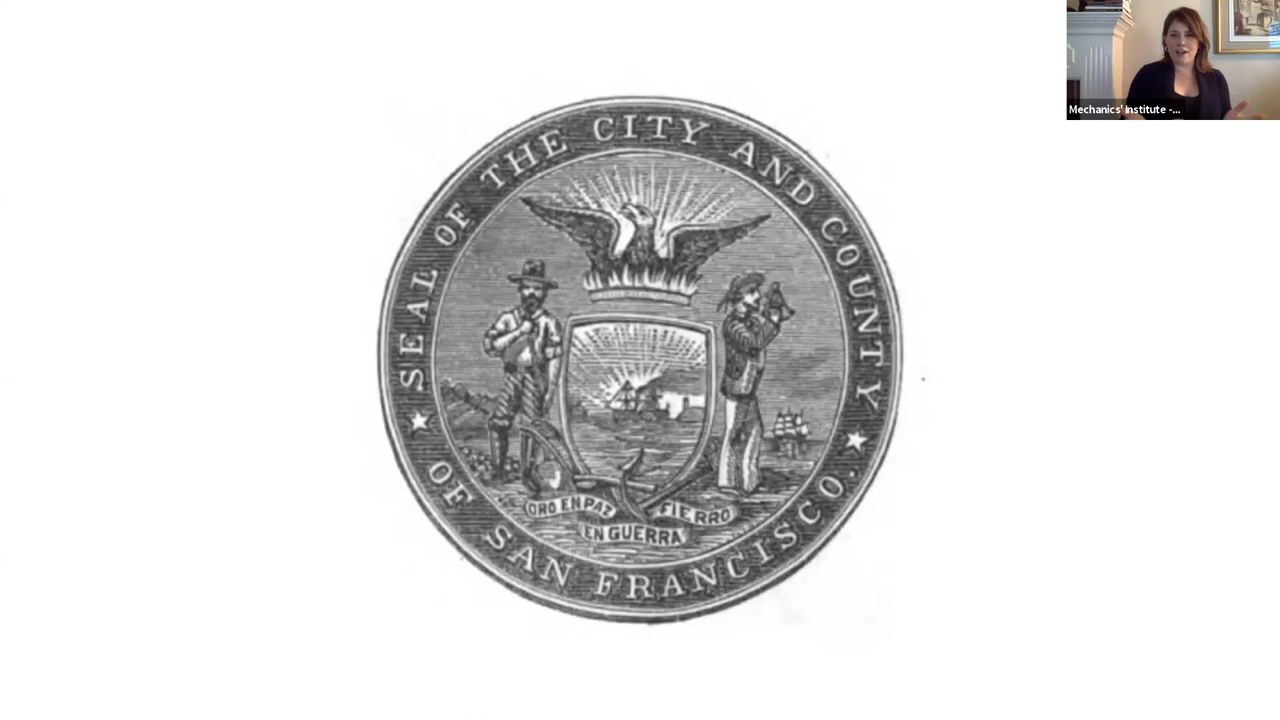 SEAL OF THE CITY AND COUNTY
OF SAN FRANCISCO.
ORO EN PAZ
FIERRO
EN GUERRA
Mechanics' Institute -...